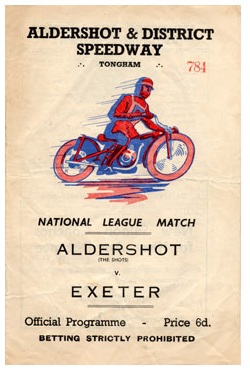 ALDERSHOT & DISTRICT
SPEEDWAY
∴ TONGHAM ∴
784
NATIONAL LEAGUE MATCH
ALDERSHOT
(THE SHOTS)
v.
EXETER
Official Programme - Price 6d.
BETTING STRICTLY PROHIBITED